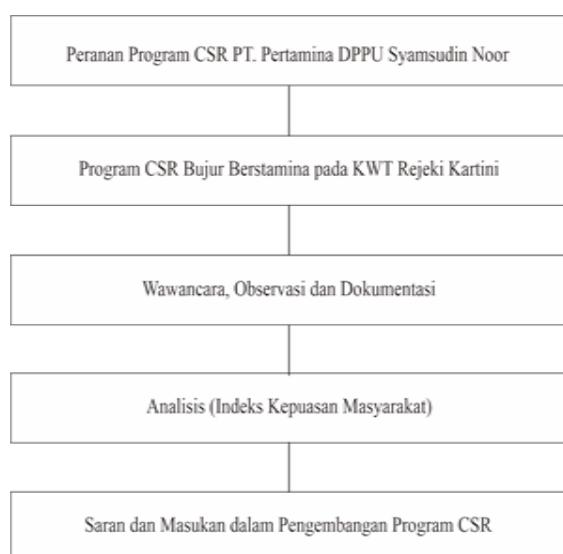 Peranan Program CSR PT. Pertamina DPPU Syamsudin Noor
Program CSR Bujur Berstamina pada KWT Rejeki Kartini
Wawancara, Observasi dan Dokumentasi
Analisis (Indeks Kepuasan Masyarakat)
Saran dan Masukan dalam Pengembangan Program CSR